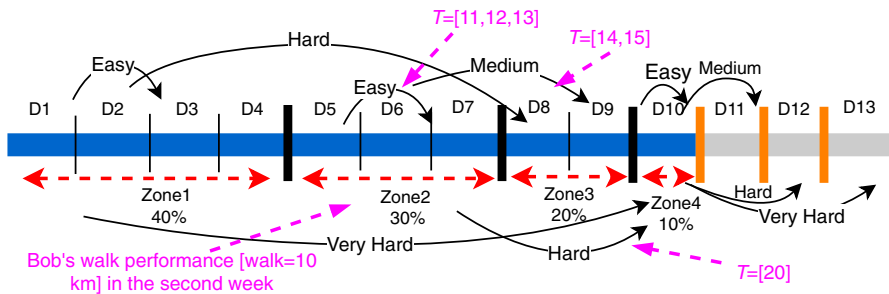 T=[11,12,13]
Hard
T=[14,15]
Easy
Medium
Easy
Easy
Medium
D1 D2 D3 D4 D5 D6 D7 D8 D9 D10 D11 D12 D13
Zone1
40%
Zone2
30%
Zone3
20%
Zone4
10%
Hard
Very Hard
Very Hard
Hard
Bob's walk performance [walk=10
km] in the second week
T=[20]